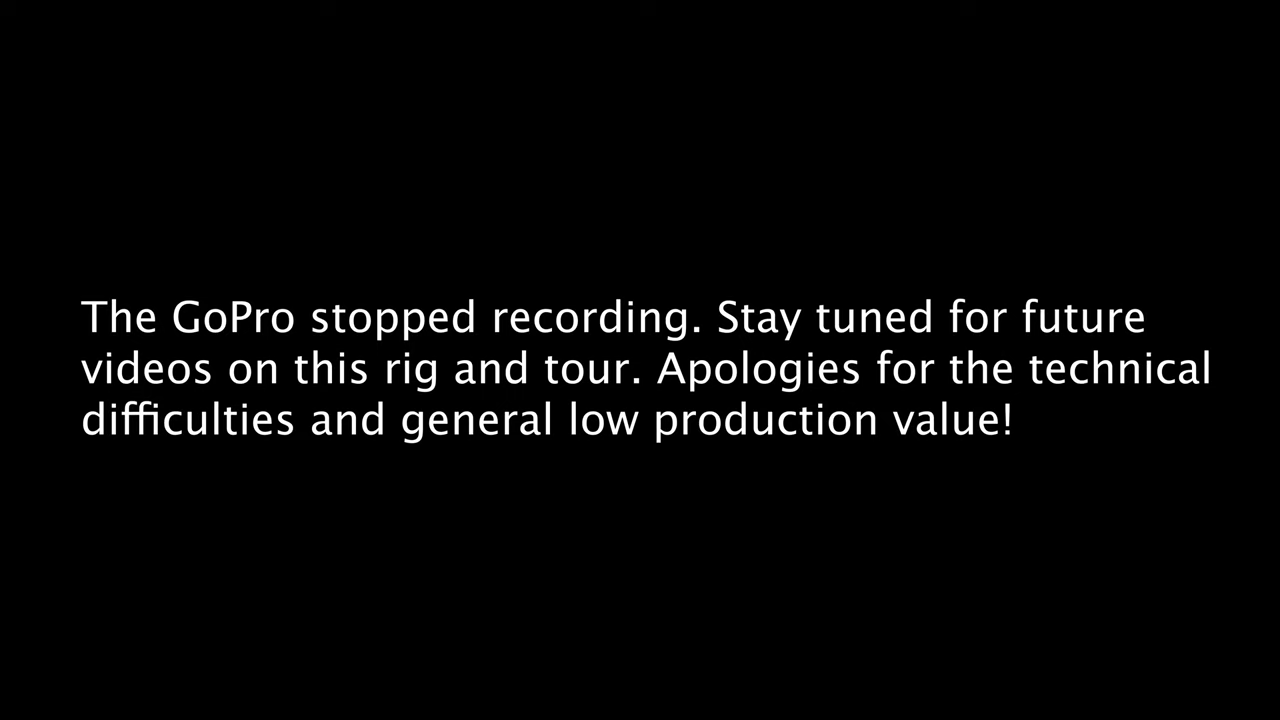 The GoPro stopped recording. Stay tuned for future
videos on this rig and tour. Apologies for the technical
difficulties and general low production value!